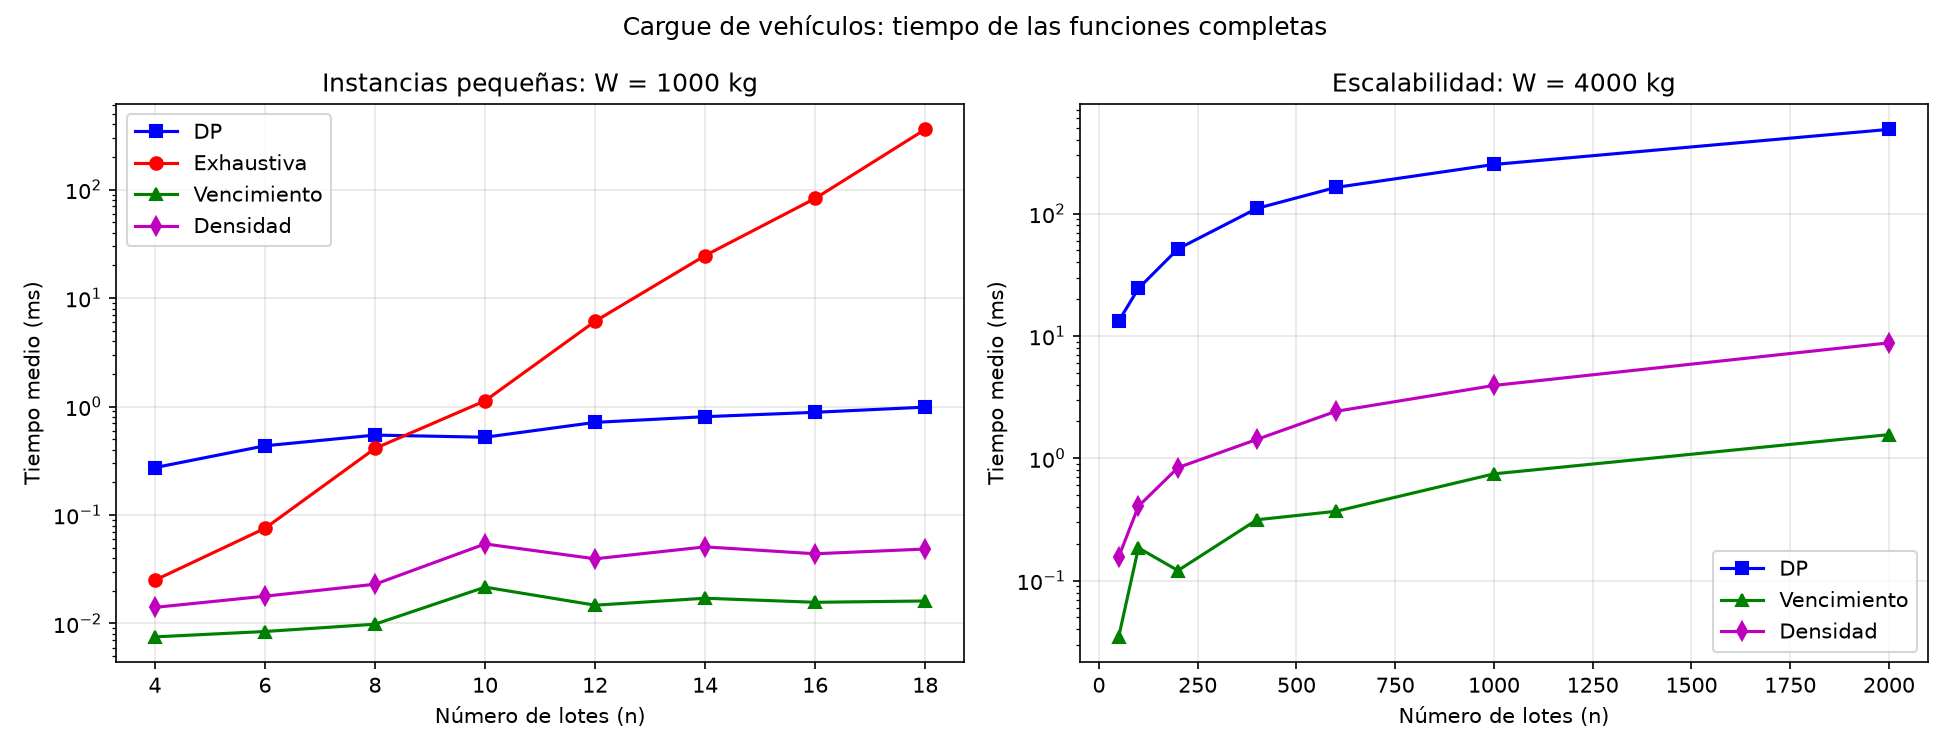 Cargue de vehículos: tiempo de las funciones completas
Instancias pequeñas: W = 1000 kg
DP
Exhaustiva
Vencimiento
Densidad
Tiempo medio (ms)
10²
10¹
10⁰
10⁻¹
10⁻²
4 6 8 10 12 14 16 18
Número de lotes (n)
Escalabilidad: W = 4000 kg
Tiempo medio (ms)
10²
10¹
10⁰
10⁻¹
DP
Vencimiento
Densidad
0 250 500 750 1000 1250 1500 1750 2000
Número de lotes (n)